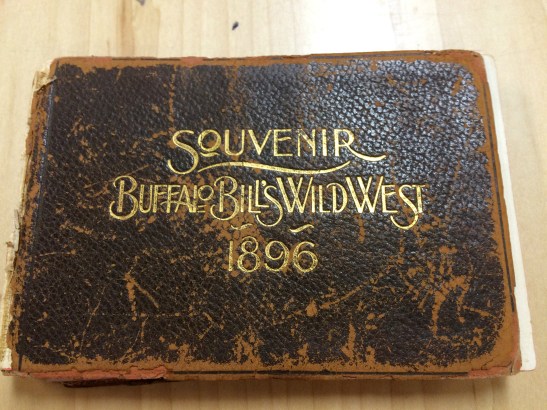 SOUVENIR
BUFFALO BILL'S WILD WEST
1896